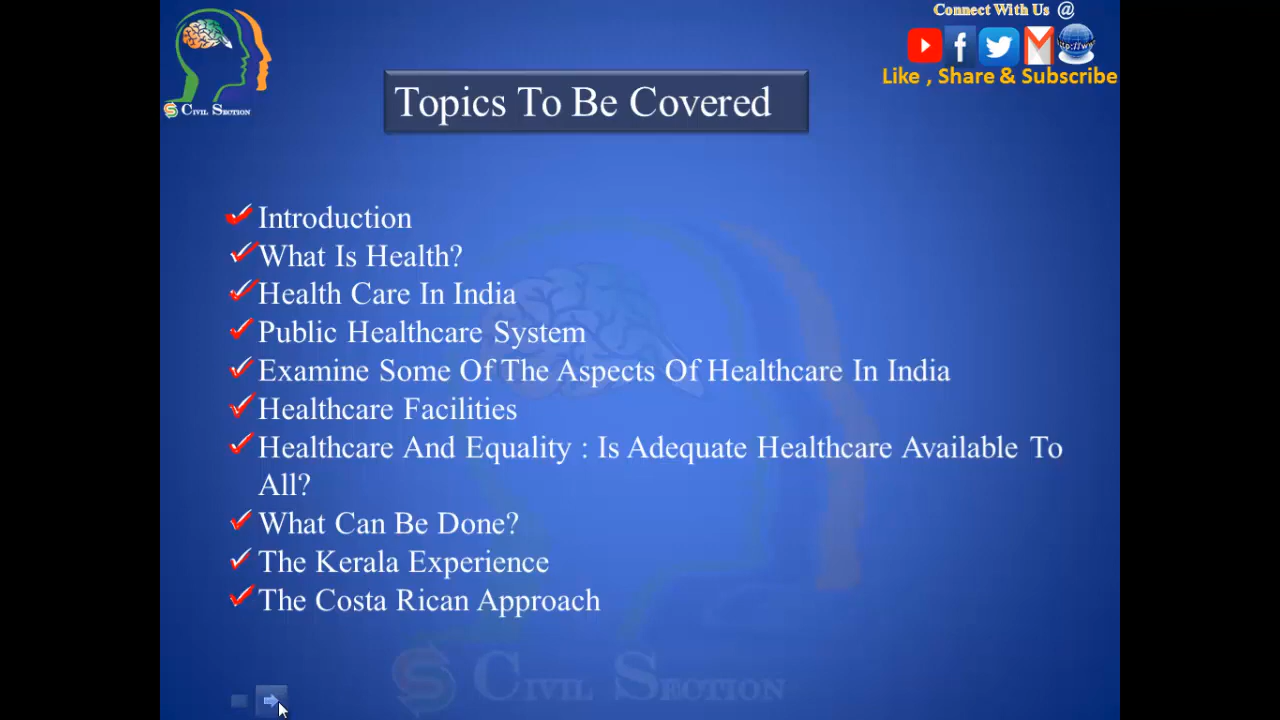 Connect With Us @
http://www
Like , Share & Subscribe
CIVIL SECTION
Topics To Be Covered
Introduction
What Is Health?
Health Care In India
Public Healthcare System
Examine Some Of The Aspects Of Healthcare In India
Healthcare Facilities
Healthcare And Equality : Is Adequate Healthcare Available To
All?
What Can Be Done?
The Kerala Experience
The Costa Rican Approach
CIVIL SECTION